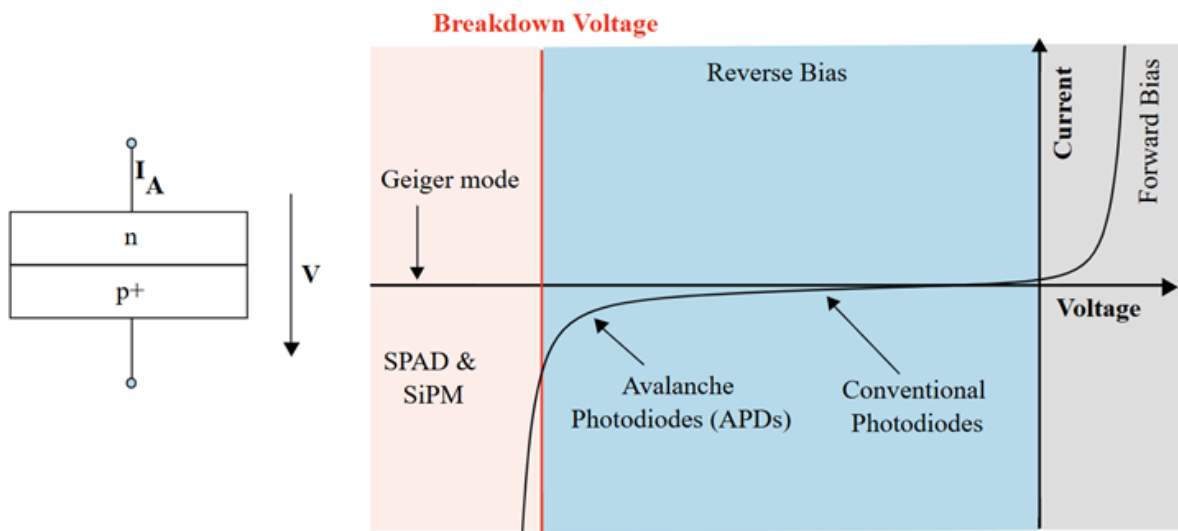 Breakdown Voltage
Reverse Bias
Current
Forward Bias
I
A
n
p+
V
Geiger mode
Voltage
SPAD &
SiPM
Avalanche
Photodiodes (APDs)
Conventional
Photodiodes